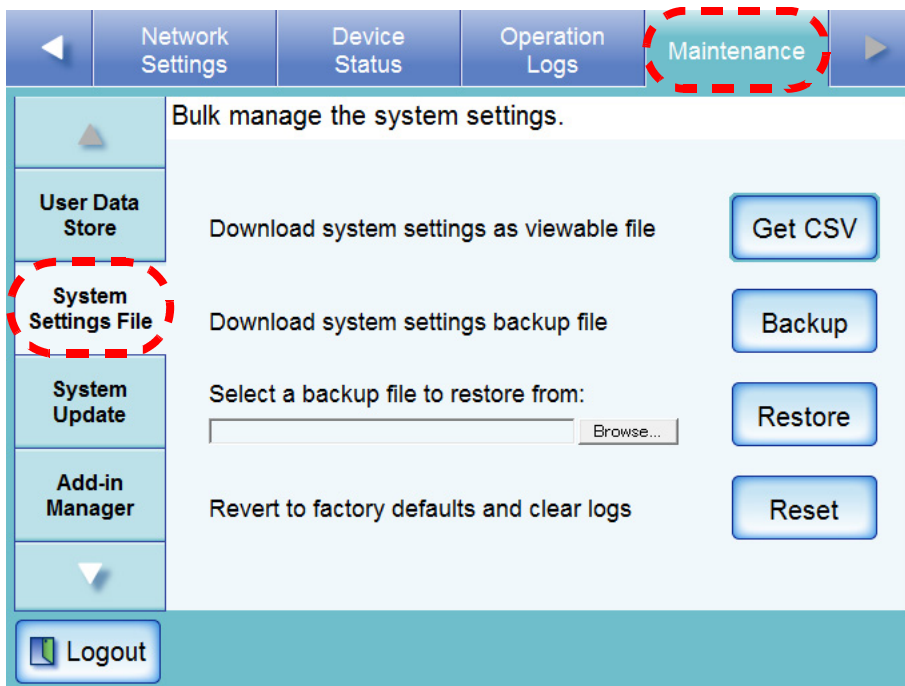 Network
Settings
Device
Status
Operation
Logs
Maintenance
Bulk manage the system settings.
User Data
Store
System
Settings File
System
Update
Add-in
Manager
Download system settings as viewable file
Get CSV
Download system settings backup file
Backup
Select a backup file to restore from:
Browse...
Restore
Revert to factory defaults and clear logs
Reset
Logout